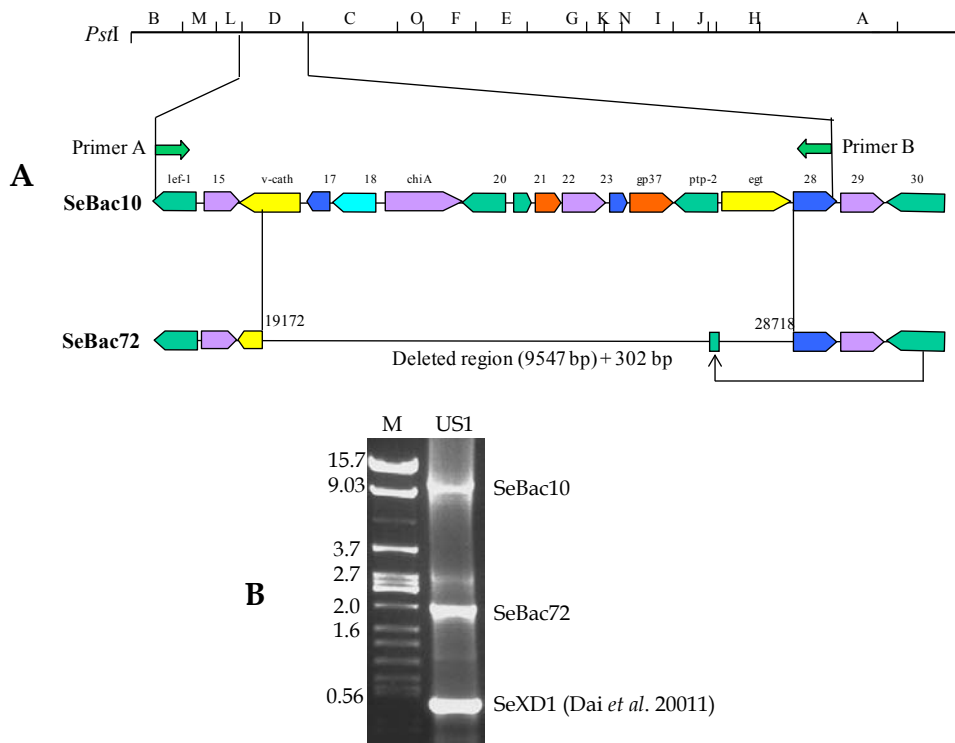 B M L D C O F E G K N I J H A
PstI
Primer A
Primer B
A
lef-1 15 v-cath 17 18 chiA 20 21 22 23 gp37 ptp-2 egt 28 29 30
SeBac10
19172
28718
SeBac72
Deleted region (9547 bp) + 302 bp
M US1
15.7
9.03
SeBac10
3.7
2.7
B
2.0
SeBac72
1.6
0.56
SeXD1 (Dai et al. 20011)